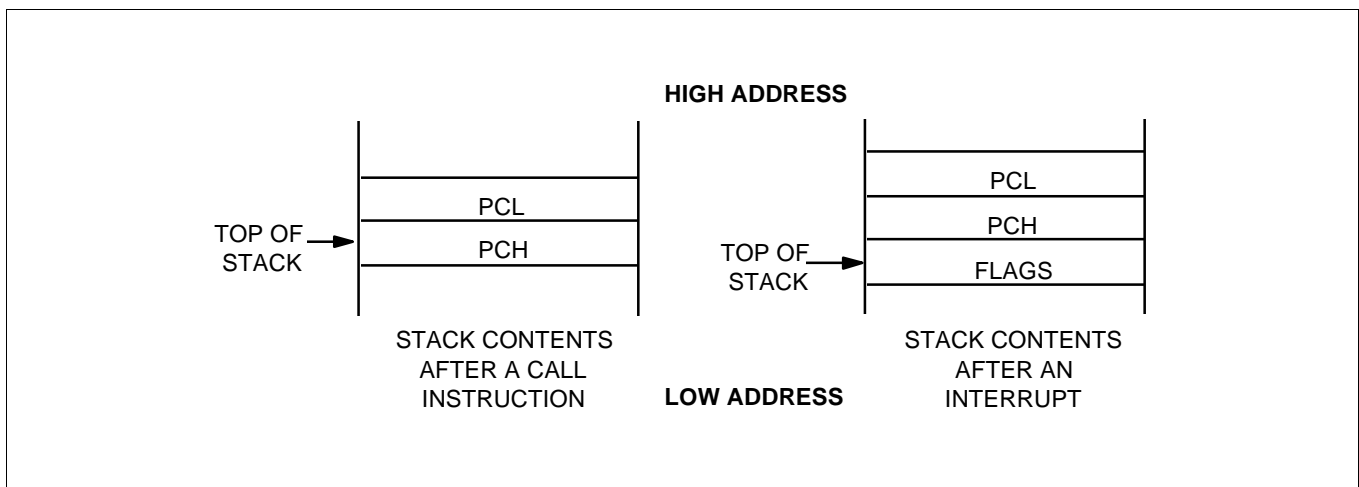 HIGH ADDRESS
PCL
PCH
TOP OF
STACK
STACK CONTENTS
AFTER A CALL
INSTRUCTION
PCL
PCH
FLAGS
TOP OF
STACK
STACK CONTENTS
AFTER AN
INTERRUPT
LOW ADDRESS